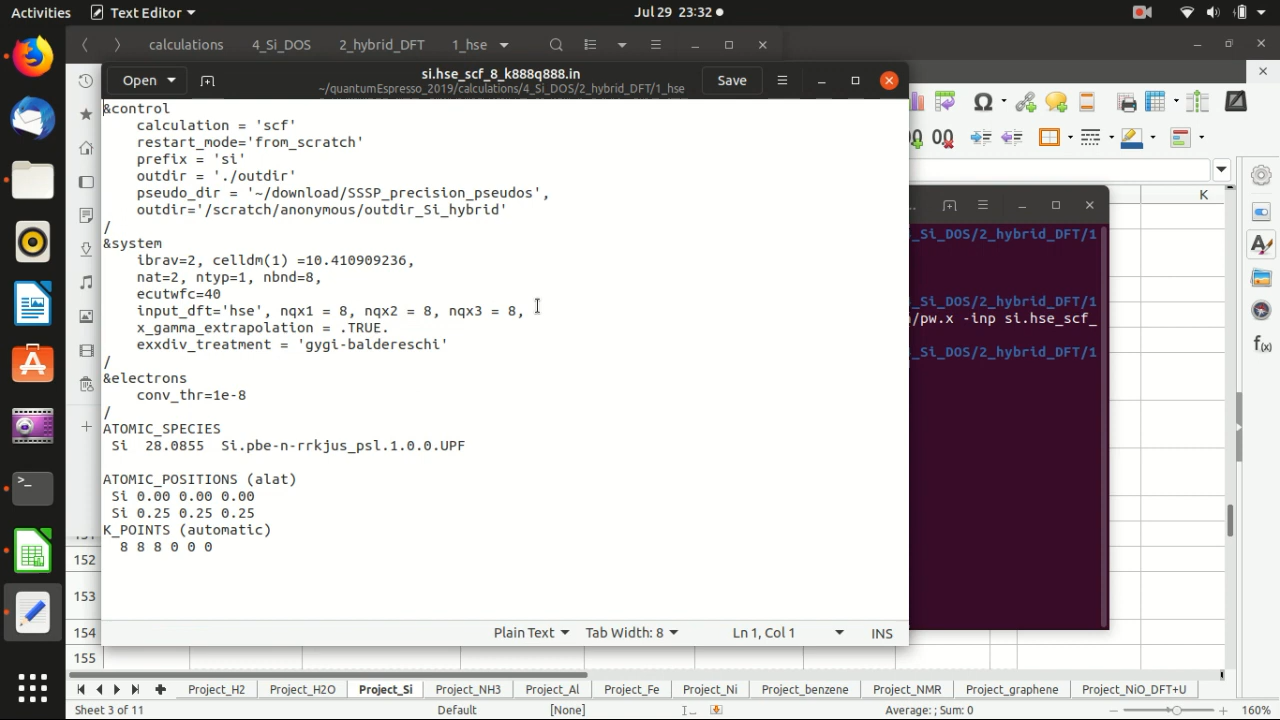 Activities
Text Editor
Jul 29 23:32
calculations
4_Si_DOS
2_hybrid_DFT
1_hse
Open
si.hse_scf_8_k888q888.in
~/quantumEspresso_2019/calculations/4_Si_DOS/2_hybrid_DFT/1_hse
Save
&control
calculation = 'scf'
restart_mode='from_scratch'
prefix = 'si'
outdir = './outdir'
pseudo_dir = '~/download/SSSP_precision_pseudos',
outdir='/scratch/anonymous/outdir_Si_hybrid'
/
&system
ibrav=2, celldm(1) =10.410909236,
nat=2, ntyp=1, nbnd=8,
ecutwfc=40
input_dft='hse', nqx1 = 8, nqx2 = 8, nqx3 = 8,
x_gamma_extrapolation = .TRUE.
exxdiv_treatment = 'gygi-baldereschi'
/
&electrons
conv_thr=1e-8
/
ATOMIC_SPECIES
Si 28.0855 Si.pbe-n-rrkjus_psl.1.0.0.UPF
ATOMIC_POSITIONS (alat)
Si 0.00 0.00 0.00
Si 0.25 0.25 0.25
K_POINTS (automatic)
8 8 8 0 0 0
Plain Text
Tab Width: 8
Ln 1, Col 1
INS
K
_Si_DOS/2_hybrid_DFT/1
_Si_DOS/2_hybrid_DFT/1
/pw.x -inp si.hse_scf_
_Si_DOS/2_hybrid_DFT/1
152
153
154
155
Project_H2
Project_H2O
Project_Si
Project_NH3
Project_Al
Project_Fe
Project_Ni
Project_benzene
Project_NMR
Project_graphene
Project_NiO_DFT+U
Sheet 3 of 11
Default
[None]
Average: ; Sum: 0
160%